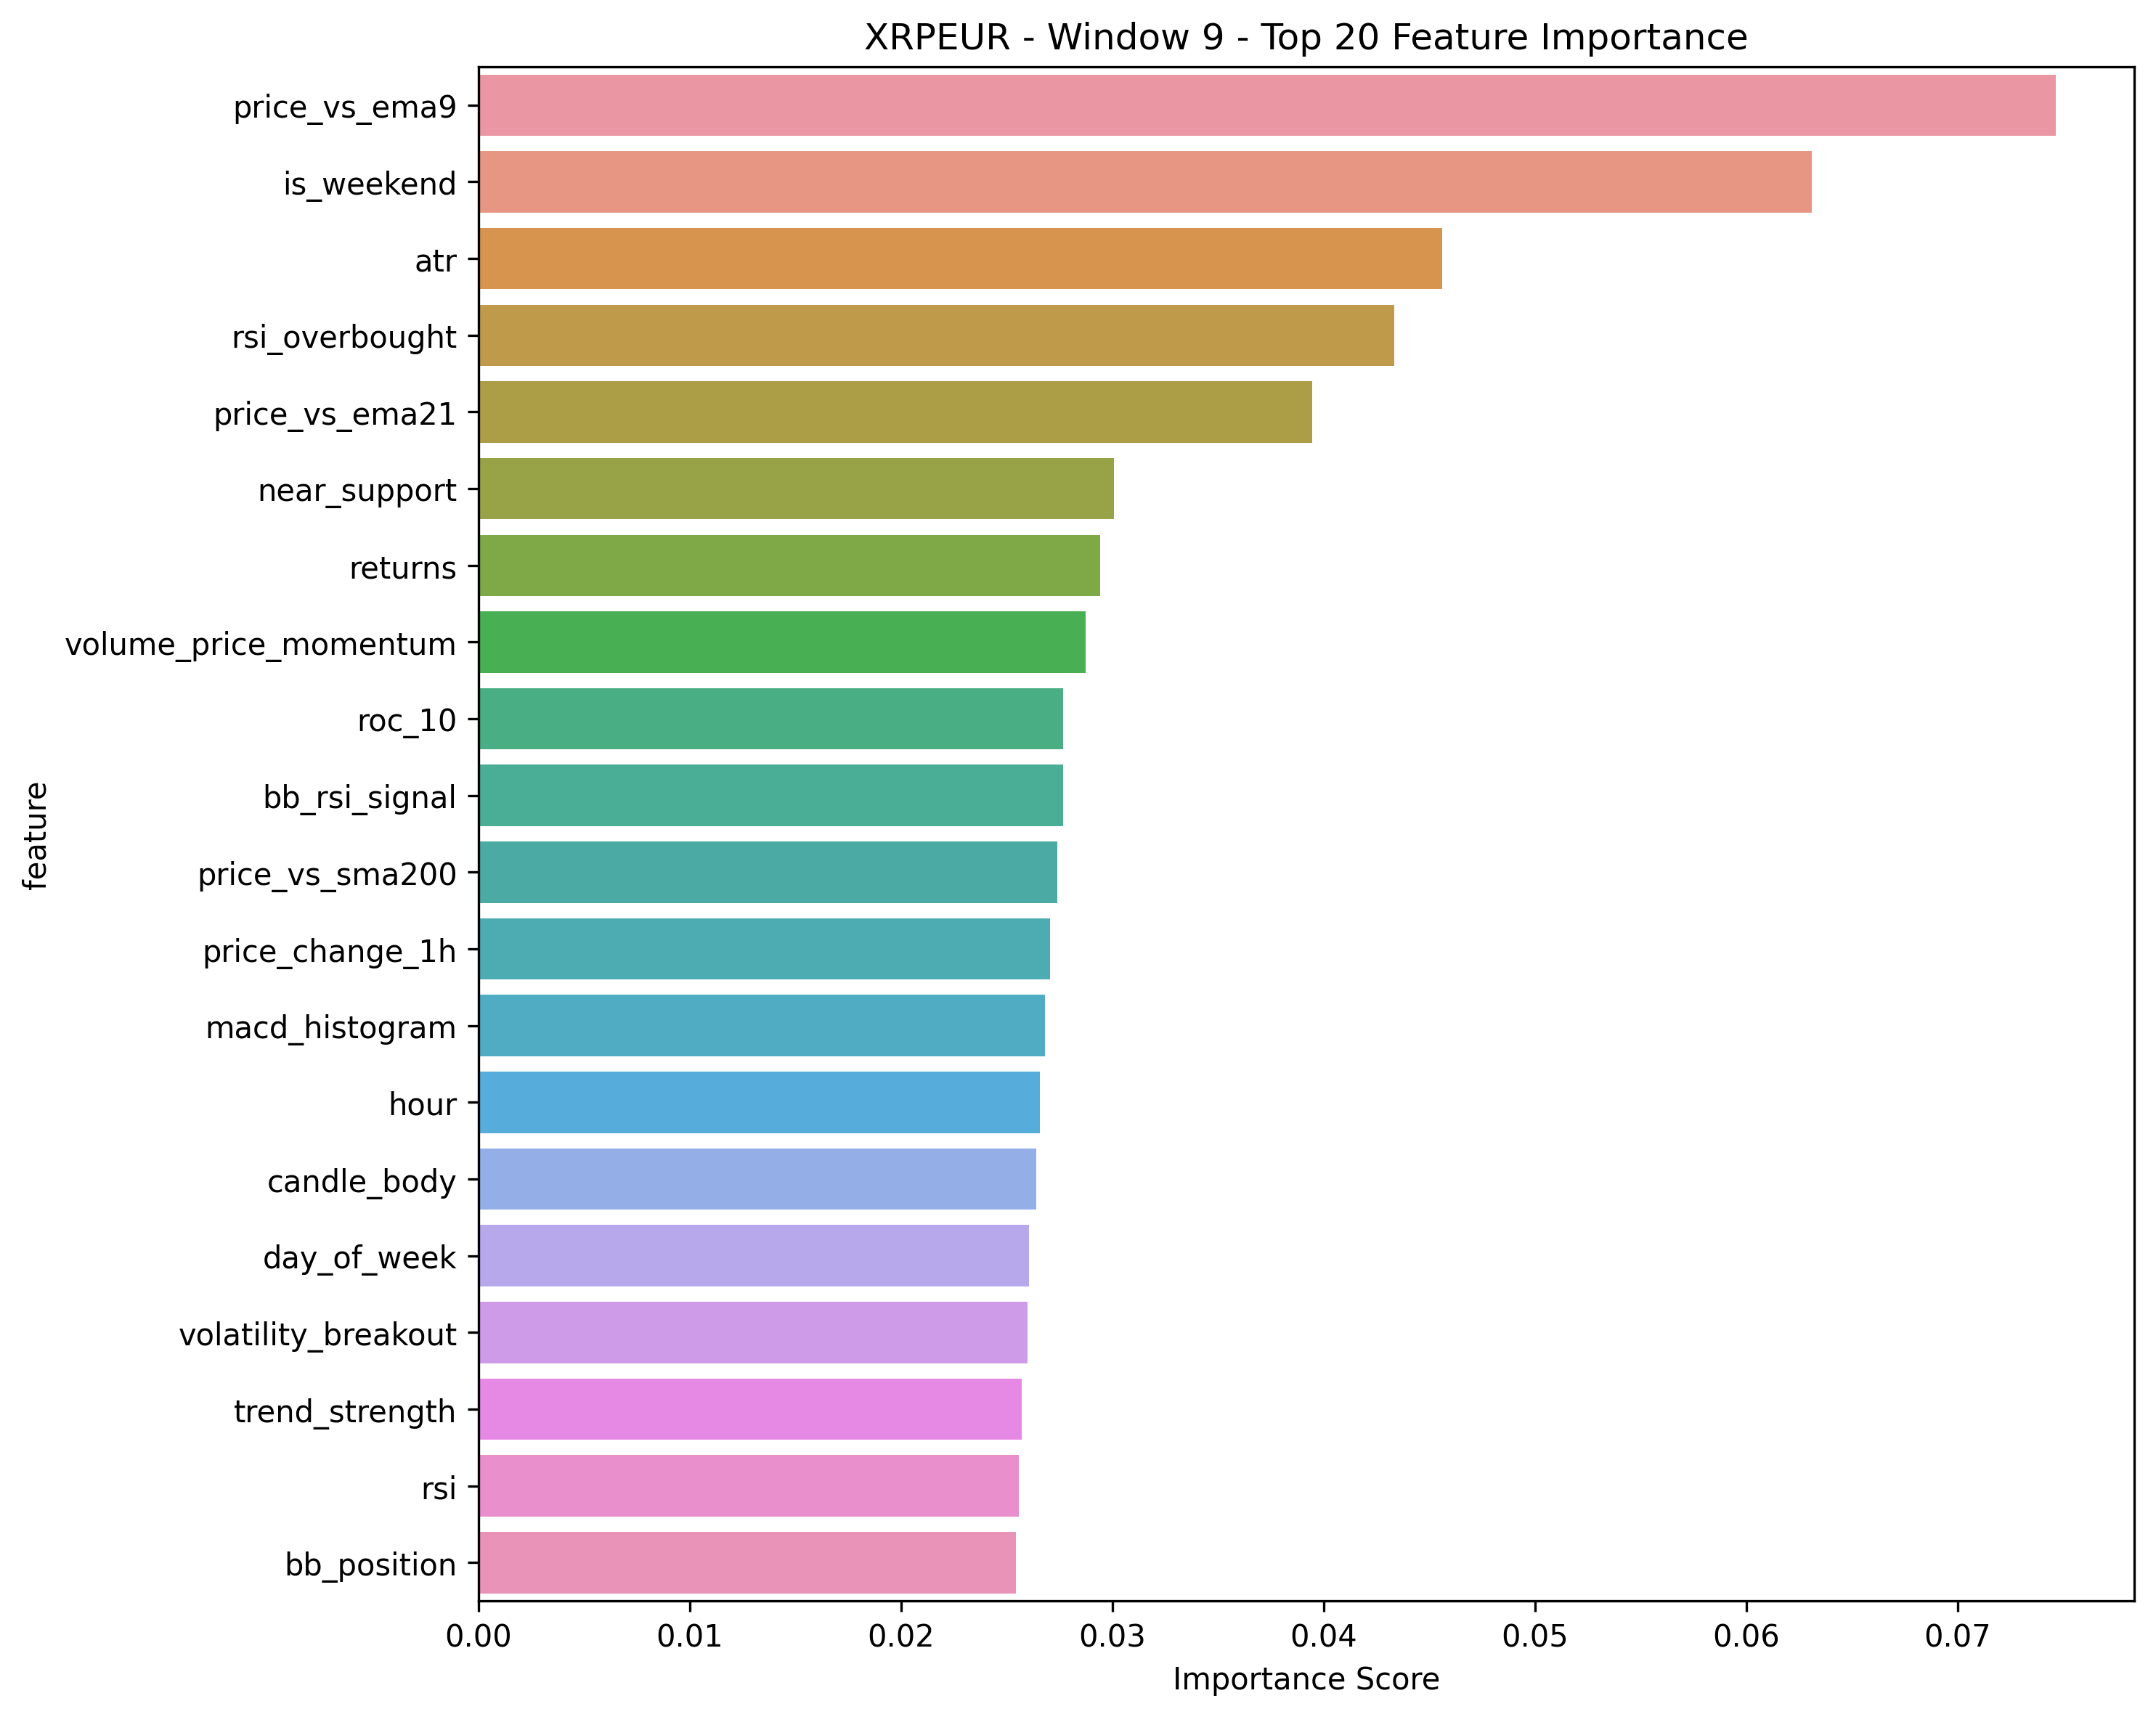 XRPEUR - Window 9 - Top 20 Feature Importance
price_vs_ema9
is_weekend
atr
rsi_overbought
price_vs_ema21
near_support
returns
volume_price_momentum
roc_10
bb_rsi_signal
price_vs_sma200
price_change_1h
macd_histogram
hour
candle_body
day_of_week
volatility_breakout
trend_strength
rsi
bb_position
feature
0.00 0.01 0.02 0.03 0.04 0.05 0.06 0.07
Importance Score